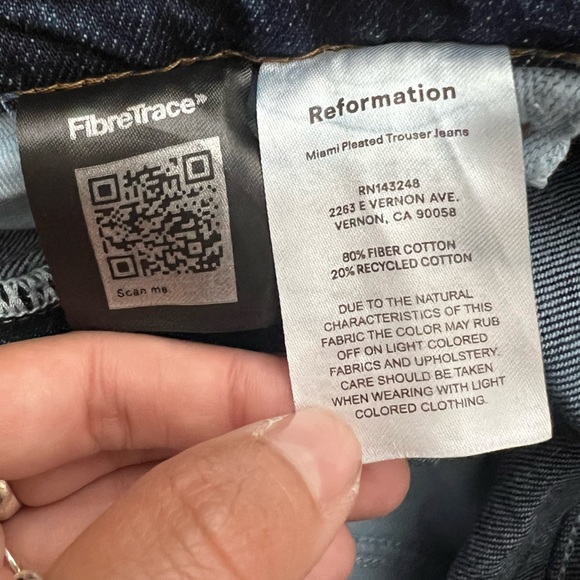 FibreTrace»
Scan me
Reformation
Miami Pleated Trouser Jeans
RN143248
2263 E VERNON AVE.
VERNON, CA 90058
80% FIBER COTTON
20% RECYCLED COTTON
DUE TO THE NATURAL
CHARACTERISTICS OF THIS
FABRIC THE COLOR MAY RUB
OFF ON LIGHT COLORED
FABRICS AND UPHOLSTERY.
CARE SHOULD BE TAKEN
WHEN WEARING WITH LIGHT
COLORED CLOTHING.